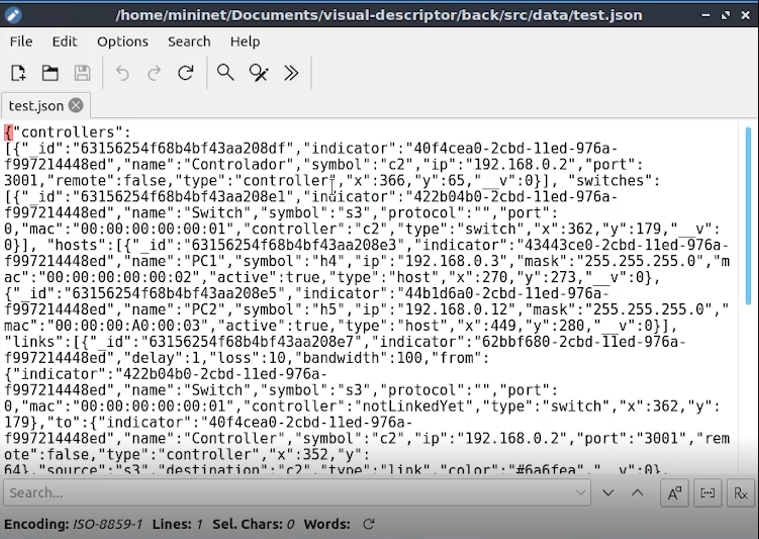 /home/mininet/Documents/visual-descriptor/back/src/data/test.json
File Edit Options Search Help
test.json
{"controllers":
[{"_id":"63156254f68b4bf43aa208df","indicator":"40f4cea0-2cbd-11ed-976a-
f997214448ed","name":"Controlador","symbol":"c2","ip":"192.168.0.2","port":
3001,"remote":false,"type":"controller","x":366,"y":65,"__v":0}], "switches":
[{"_id":"63156254f68b4bf43aa208e1","indicator":"422b04b0-2cbd-11ed-976a-
f997214448ed","name":"Switch","symbol":"s3","protocol":"","port":
0,"mac":"00:00:00:00:00:01","controller":"c2","type":"switch","x":362,"y":179,"__v":
0}], "hosts":[{"_id":"63156254f68b4bf43aa208e3","indicator":"43443ce0-2cbd-11ed-976a-
f997214448ed","name":"PC1","symbol":"h4","ip":"192.168.0.3","mask":"255.255.255.0","m
ac":"00:00:00:00:00:02","active":true,"type":"host","x":270,"y":273,"__v":0},
{"_id":"63156254f68b4bf43aa208e5","indicator":"44b1d6a0-2cbd-11ed-976a-
f997214448ed","name":"PC2","symbol":"h5","ip":"192.168.0.12","mask":"255.255.255.0","
mac":"00:00:00:A0:00:03","active":true,"type":"host","x":449,"y":280,"__v":0}],
"links":[{"_id":"63156254f68b4bf43aa208e7","indicator":"62bbf680-2cbd-11ed-976a-
f997214448ed","delay":1,"loss":10,"bandwidth":100,"from":
{"indicator":"422b04b0-2cbd-11ed-976a-
f997214448ed","name":"Switch","symbol":"s3","protocol":"","port":
0,"mac":"00:00:00:00:00:01","controller":"notLinkedYet","type":"switch","x":362,"y":
179},"to":{"indicator":"40f4cea0-2cbd-11ed-976a-
f997214448ed","name":"Controller","symbol":"c2","ip":"192.168.0.2","port":"3001","rem
ote":false,"type":"controller","x":352,"y":
64},"source":"s3","destination":"c2","type":"link","color":"#6a6fea","__v":0},
Search...
Encoding: ISO-8859-1 Lines: 1 Sel. Chars: 0 Words: